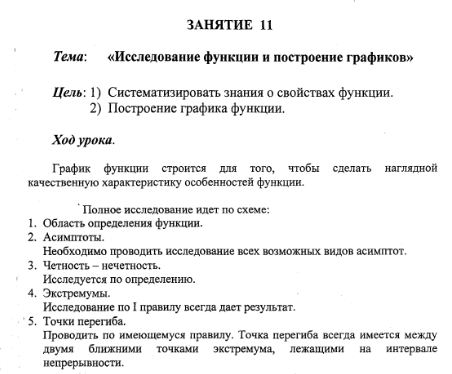 ЗАНЯТИЕ 11
Тема: «Исследование функции и построение графиков»
Цель: 1) Систематизировать знания о свойствах функции.
2) Построение графика функции.
Ход урока.
График функции строится для того, чтобы сделать наглядной
качественную характеристику особенностей функции.
Полное исследование идет по схеме:
1. Область определения функции.
2. Асимптоты.
Необходимо проводить исследование всех возможных видов асимптот.
3. Четность – нечетность.
Исследуется по определению.
4. Экстремумы.
Исследование по I правилу всегда дает результат.
5. Точки перегиба.
Проводить по имеющемуся правилу. Точка перегиба всегда имеется между
двумя ближними точками экстремума, лежащими на интервале
непрерывности.